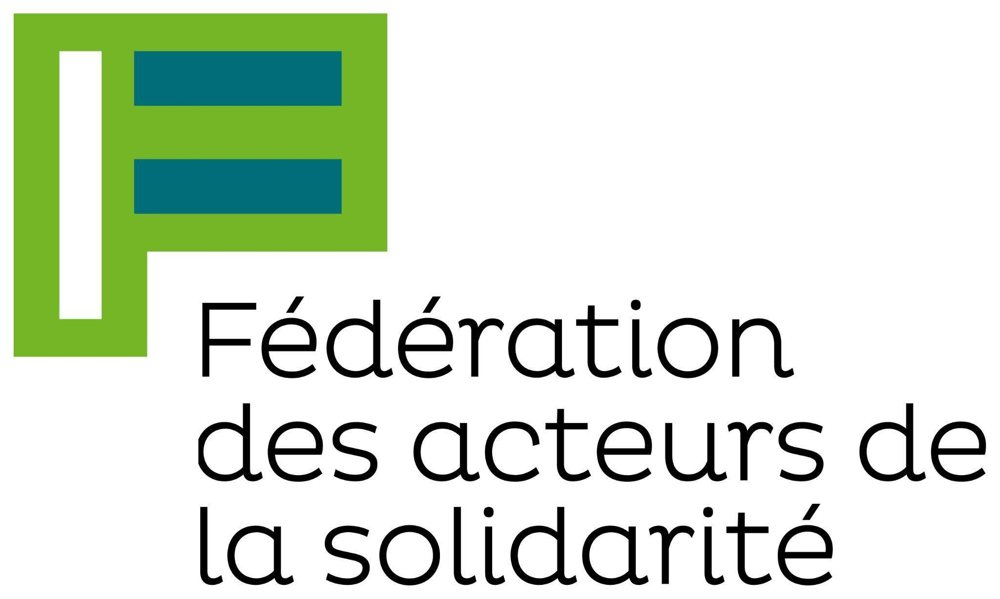 Fédération
des acteurs de
la solidarité